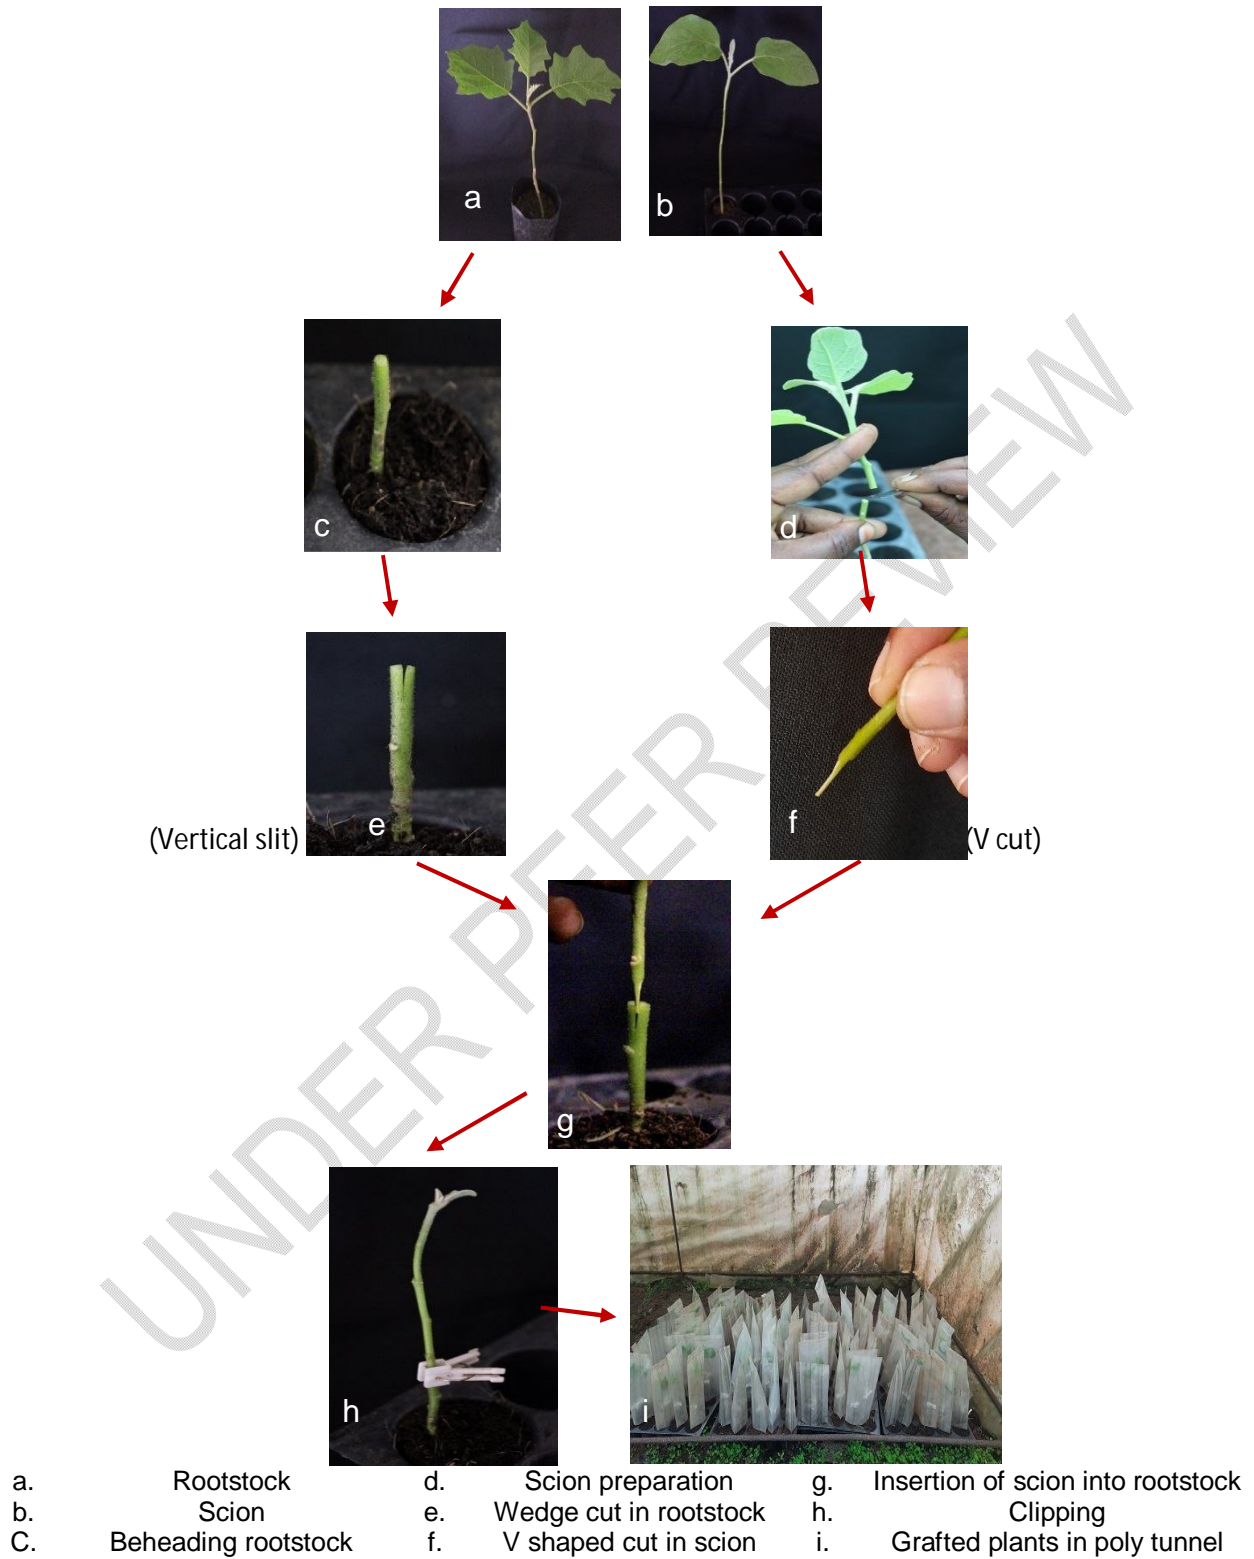 a
b
c
d
(Vertical slit)
e
f
(V cut)
g
h
i
a. Rootstock d. Scion preparation g. Insertion of scion into rootstock
b. Scion e. Wedge cut in rootstock h. Clipping
C. Beheading rootstock f. V shaped cut in scion i. Grafted plants in poly tunnel
UNDER PEER REVIEW